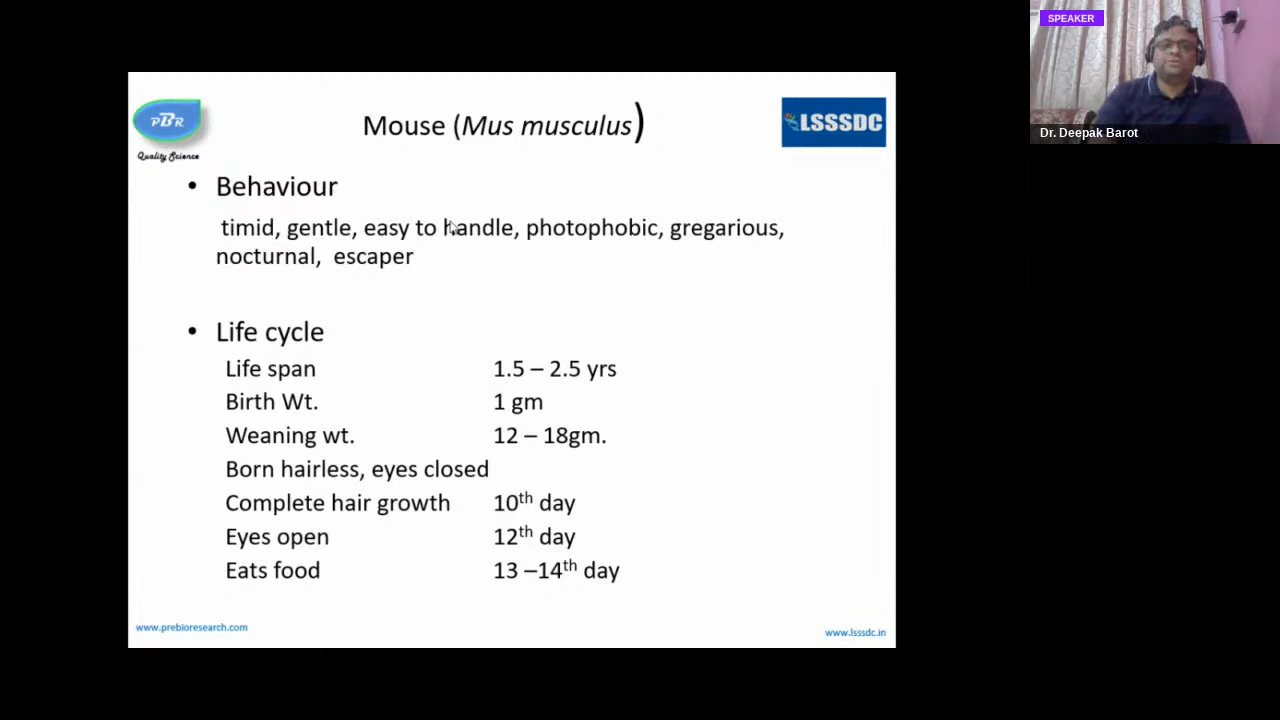 SPEAKER
Dr. Deepak Barot
PBR
Quality Science
Mouse (Mus musculus)
LSSSDC
• Behaviour
timid, gentle, easy to handle, photophobic, gregarious,
nocturnal, escaper
• Life cycle
Life span 1.5 – 2.5 yrs
Birth Wt. 1 gm
Weaning wt. 12 – 18gm.
Born hairless, eyes closed
Complete hair growth 10th day
Eyes open 12th day
Eats food 13 –14th day
www.prebioresearch.com
www.lsssdc.in